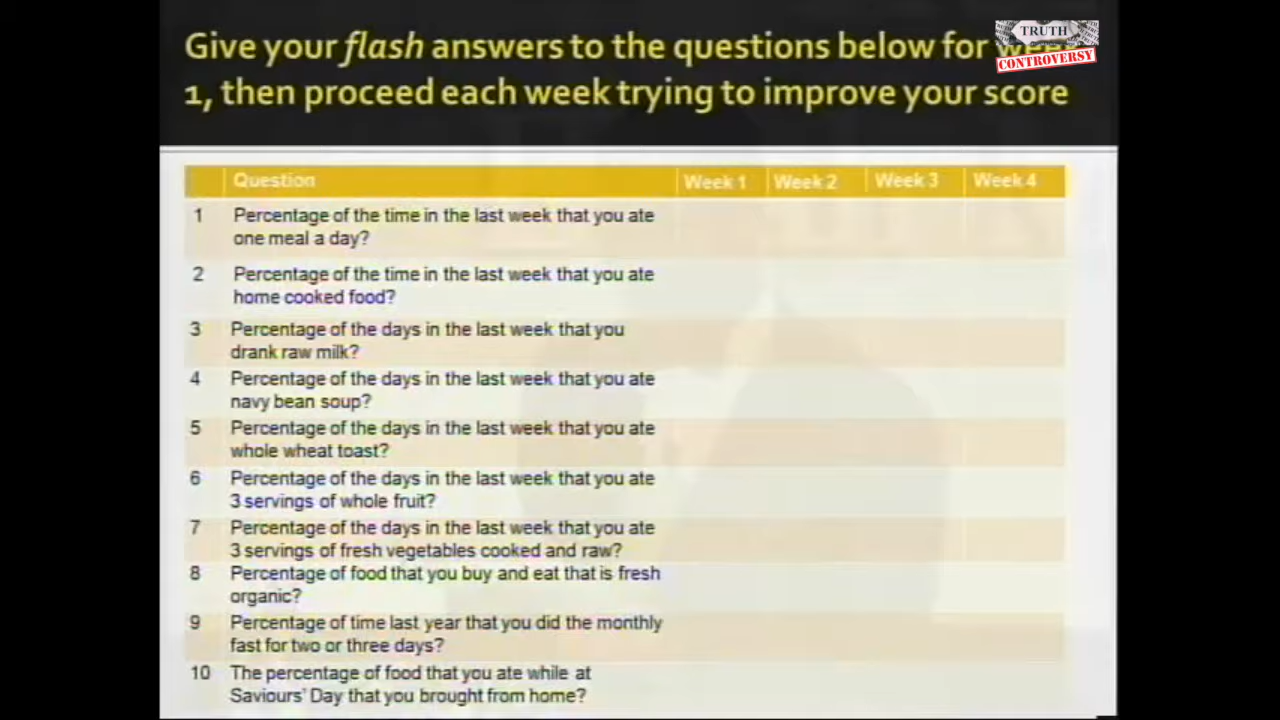 Give your flash answers to the questions below for week
1, then proceed each week trying to improve your score
TRUTH
CONTROVERSY
Question Week 1 Week 2 Week 3 Week 4
1 Percentage of the time in the last week that you ate
one meal a day?
2 Percentage of the time in the last week that you ate
home cooked food?
3 Percentage of the days in the last week that you
drank raw milk?
4 Percentage of the days in the last week that you ate
navy bean soup?
5 Percentage of the days in the last week that you ate
whole wheat toast?
6 Percentage of the days in the last week that you ate
3 servings of whole fruit?
7 Percentage of the days in the last week that you ate
3 servings of fresh vegetables cooked and raw?
8 Percentage of food that you buy and eat that is fresh
organic?
9 Percentage of time last year that you did the monthly
fast for two or three days?
10 The percentage of food that you ate while at
Saviours' Day that you brought from home?